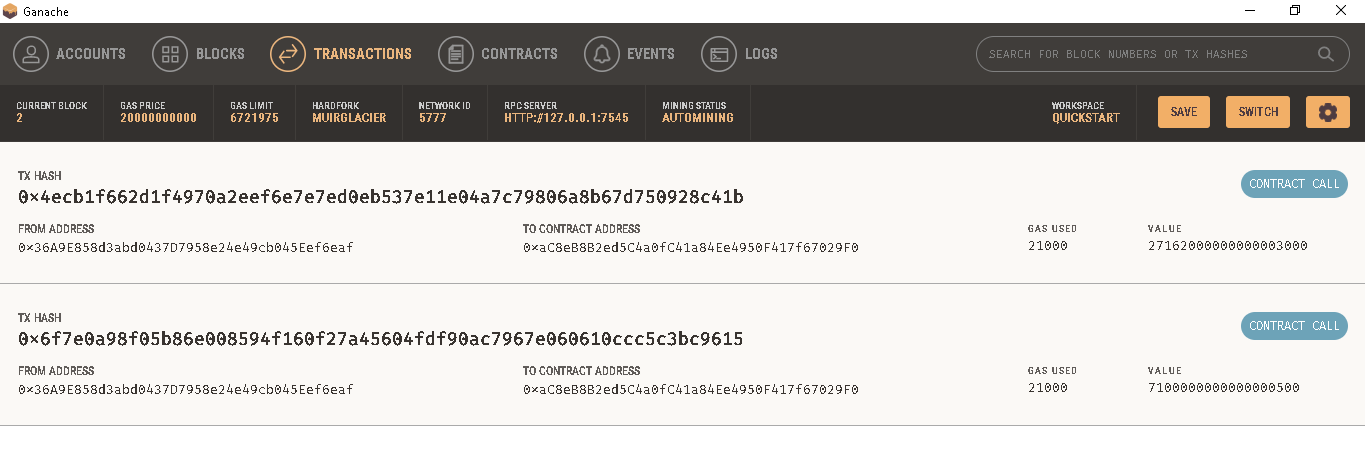 Ganache
ACCOUNTS BLOCKS TRANSACTIONS CONTRACTS EVENTS LOGS SEARCH FOR BLOCK NUMBERS OR TX HASHES
CURRENT BLOCK GAS PRICE GAS LIMIT HARDFORK NETWORK ID RPC SERVER MINING STATUS WORKSPACE
2 20000000000 6721975 MUIRGLACIER 5777 HTTP://127.0.0.1:7545 AUTOMINING QUICKSTART SAVE SWITCH
TX HASH
0×4ecb1f662d1f4970a2eef6e7e7ed0eb537e11e04a7c79806a8b67d750928c41b CONTRACT CALL
FROM ADDRESS TO CONTRACT ADDRESS GAS USED VALUE
0×36A9E858d3abd0437D7958e24e49cb045Eef6eaf 0×aC8eB8B2ed5C4a0fC41a84Ee4950F417f67029F0 21000 27162000000000003000
TX HASH
0×6f7e0a98f05b86e008594f160f27a45604fdf90ac7967e060610ccc5c3bc9615 CONTRACT CALL
FROM ADDRESS TO CONTRACT ADDRESS GAS USED VALUE
0×36A9E858d3abd0437D7958e24e49cb045Eef6eaf 0×aC8eB8B2ed5C4a0fC41a84Ee4950F417f67029F0 21000 7100000000000000500